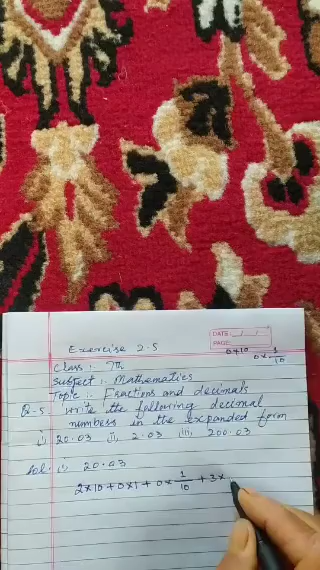 Exercise 2.5
DATE: / /
PAGE:
0×10
0×1/10
Class :- 7th
Subject :- Mathematics
Topic :- Fractions and decimals
Q.5 Write the following decimal
numbers in the expanded form
i) 20.03 ii) 2.03 iii) 200.03
Sol. i) 20.03
2×10+0×1+0×1/10+3×